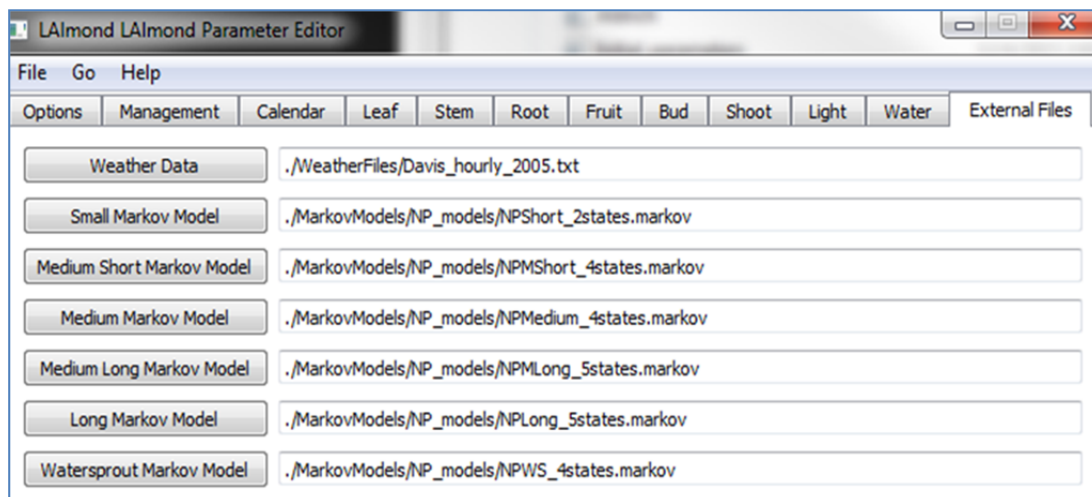 LAlmond LAlmond Parameter Editor
File Go Help
Options Management Calendar Leaf Stem Root Fruit Bud Shoot Light Water External Files
Weather Data ./WeatherFiles/Davis_hourly_2005.txt
Small Markov Model ./MarkovModels/NP_models/NPShort_2states.markov
Medium Short Markov Model ./MarkovModels/NP_models/NPMShort_4states.markov
Medium Markov Model ./MarkovModels/NP_models/NPMedium_4states.markov
Medium Long Markov Model ./MarkovModels/NP_models/NPMLong_5states.markov
Long Markov Model ./MarkovModels/NP_models/NPLong_5states.markov
Watersprout Markov Model ./MarkovModels/NP_models/NPWS_4states.markov